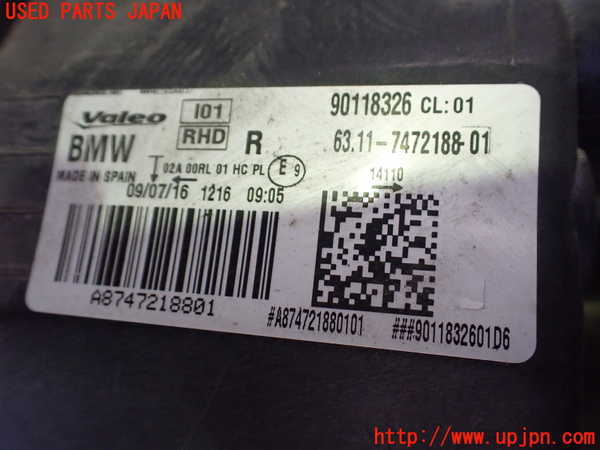 USED PARTS JAPAN
Valeo
I01
RHD
R
90118326 CL:01
BMW
63.11-7472188-01
MADE IN SPAIN
02A 00RL 01 HC PL
E 9
14110
09/07/16 1216 09:05
A8747218801
#A874721880101
###9011832601D6
http://www.upjpn.com/